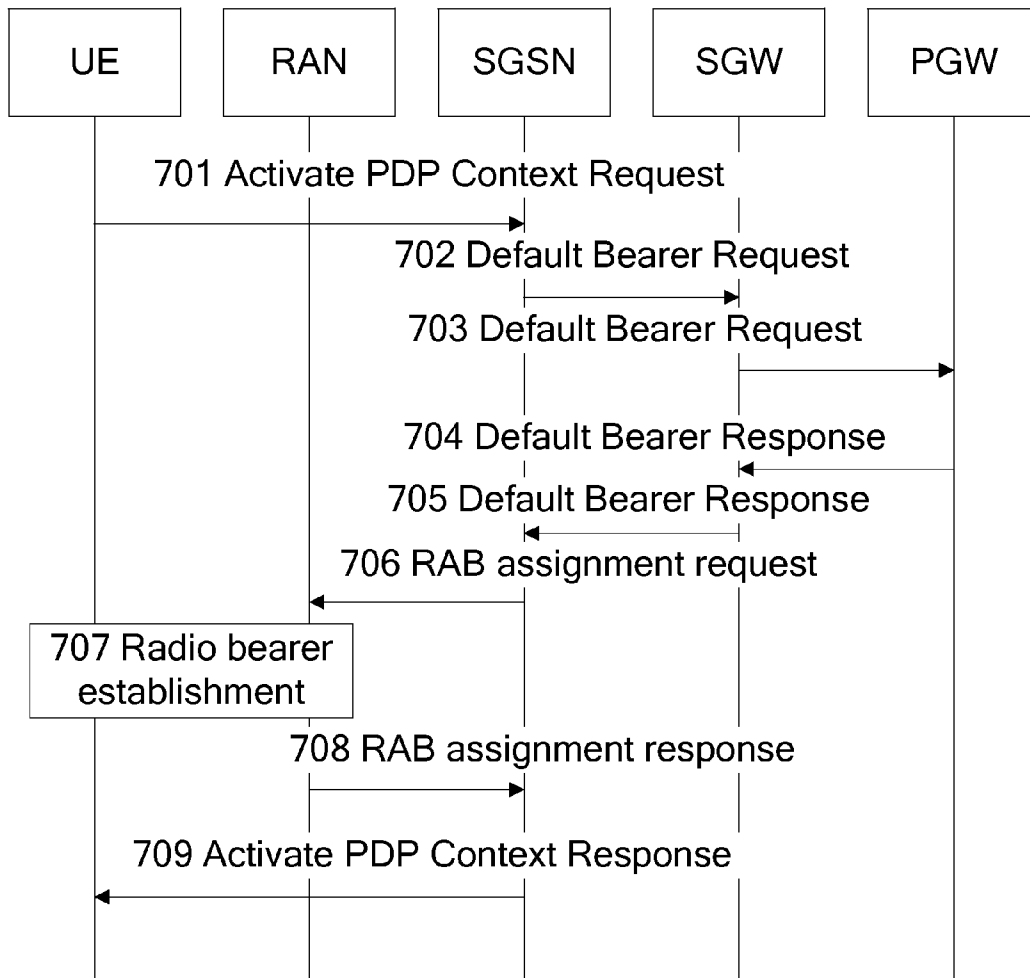 UE RAN SGSN SGW PGW
701 Activate PDP Context Request
702 Default Bearer Request
703 Default Bearer Request
704 Default Bearer Response
705 Default Bearer Response
706 RAB assignment request
707 Radio bearer
establishment
708 RAB assignment response
709 Activate PDP Context Response